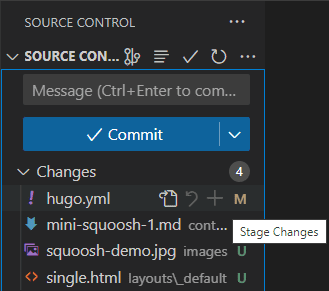 SOURCE CONTROL
SOURCE CON...
Message (Ctrl+Enter to com...
Commit
Changes 4
hugo.yml M
Stage Changes
mini-squoosh-1.md cont... U
squoosh-demo.jpg images U
single.html layouts\_default U